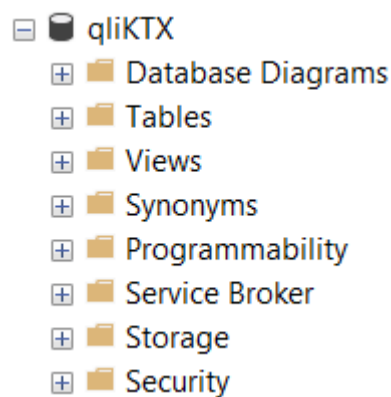 qliKTX
Database Diagrams
Tables
Views
Synonyms
Programmability
Service Broker
Storage
Security